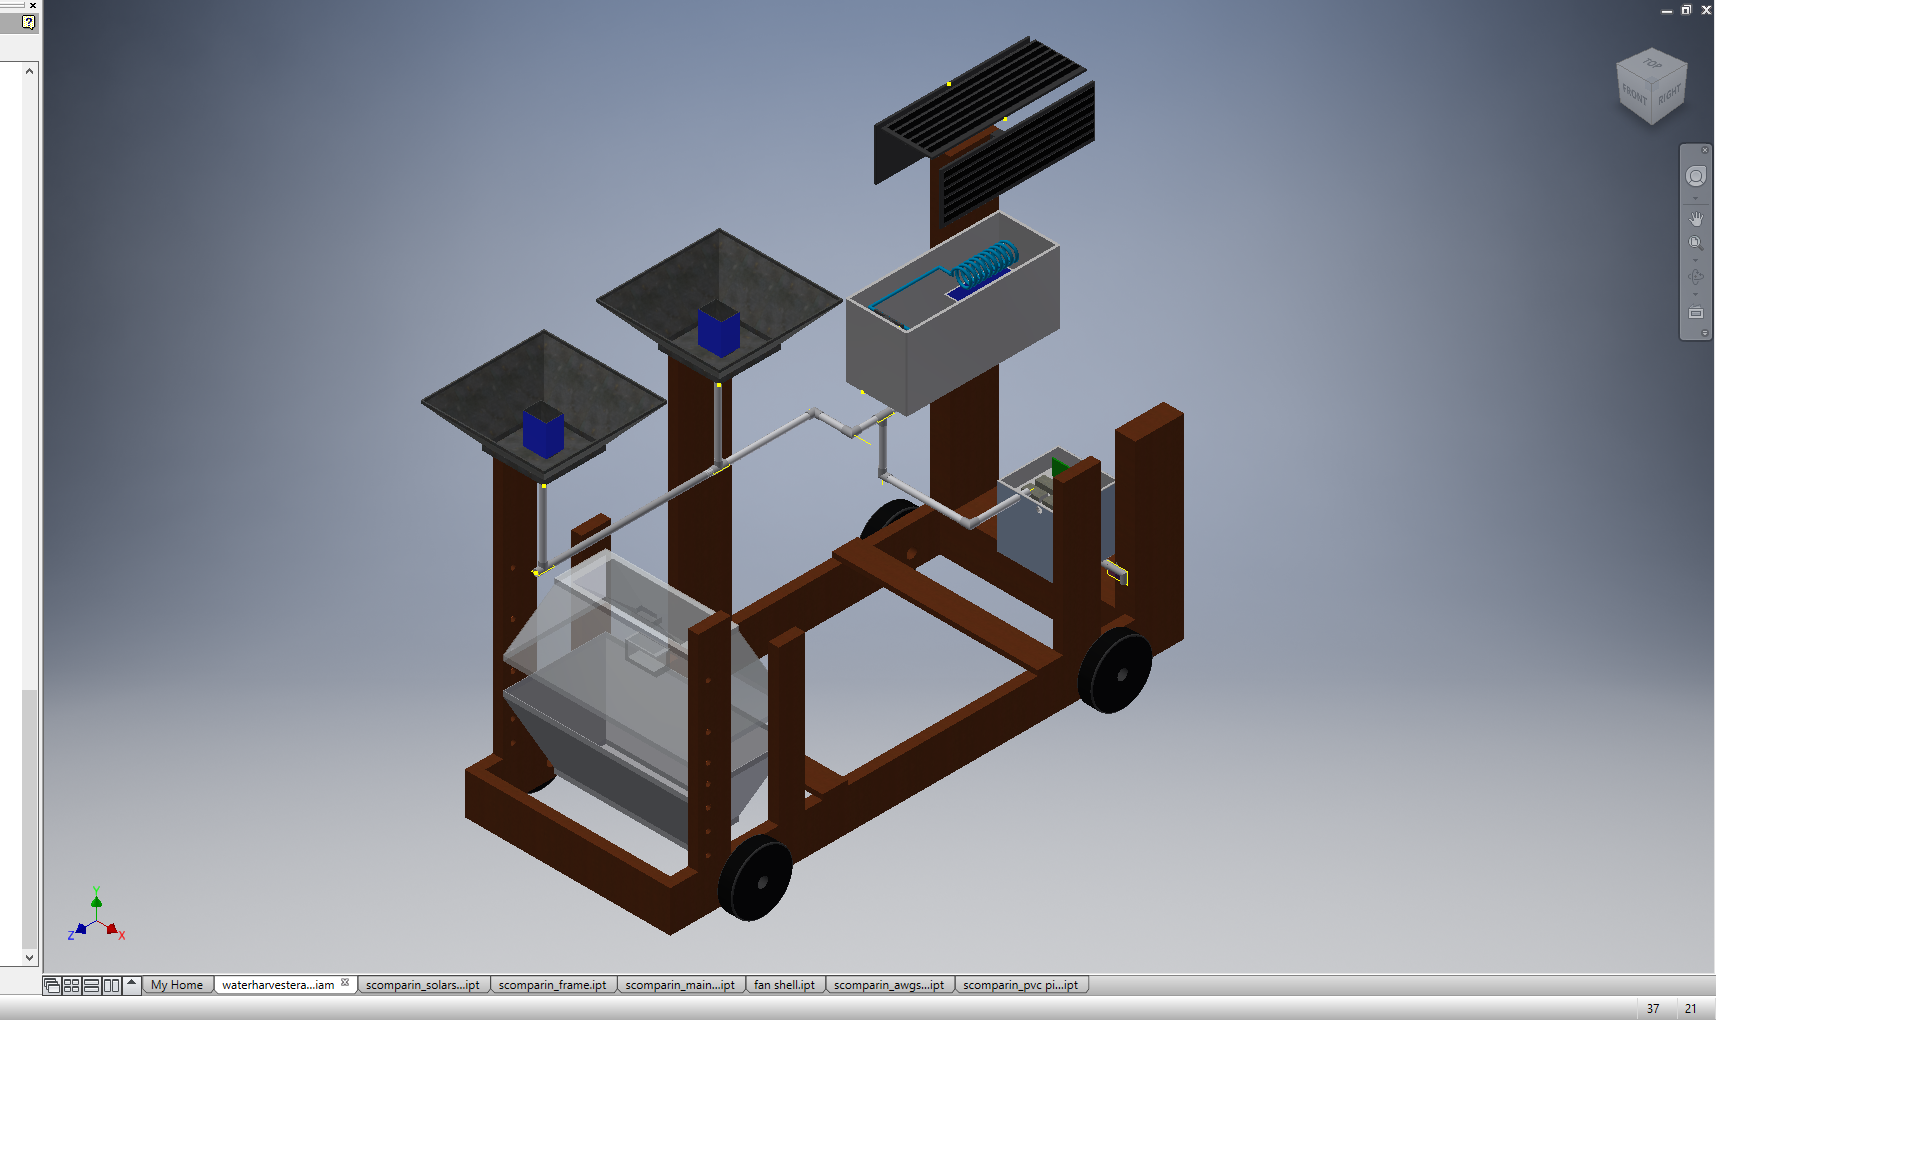 ?
TOP
FRONT
RIGHT
Y
Z
X
My Home
waterharvestera...iam
scomparin_solars...ipt
scomparin_frame.ipt
scomparin_main...ipt
fan shell.ipt
scomparin_awgs...ipt
scomparin_pvc pi...ipt
37
21